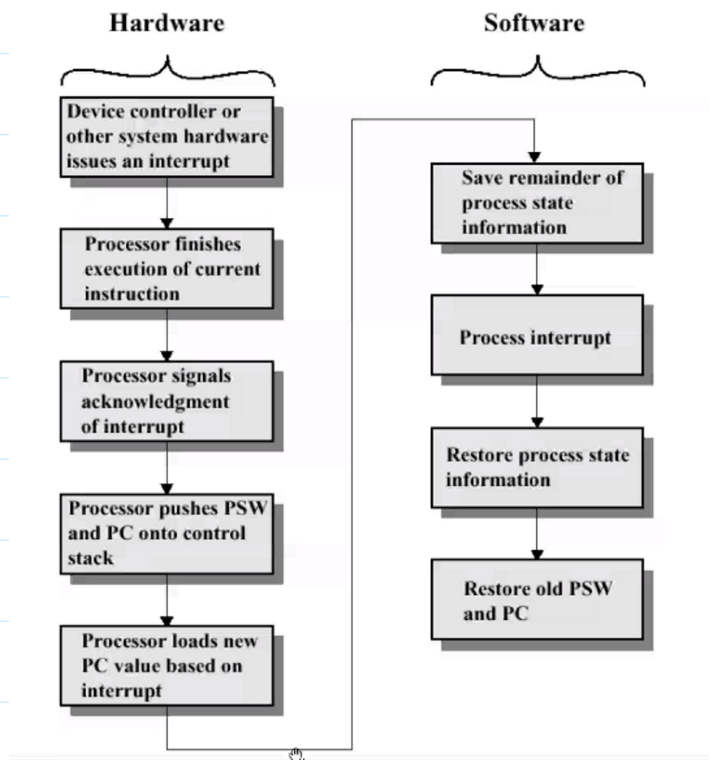 Hardware
Device controller or
other system hardware
issues an interrupt
Processor finishes
execution of current
instruction
Processor signals
acknowledgment
of interrupt
Processor pushes PSW
and PC onto control
stack
Processor loads new
PC value based on
interrupt
Software
Save remainder of
process state
information
Process interrupt
Restore process state
information
Restore old PSW
and PC